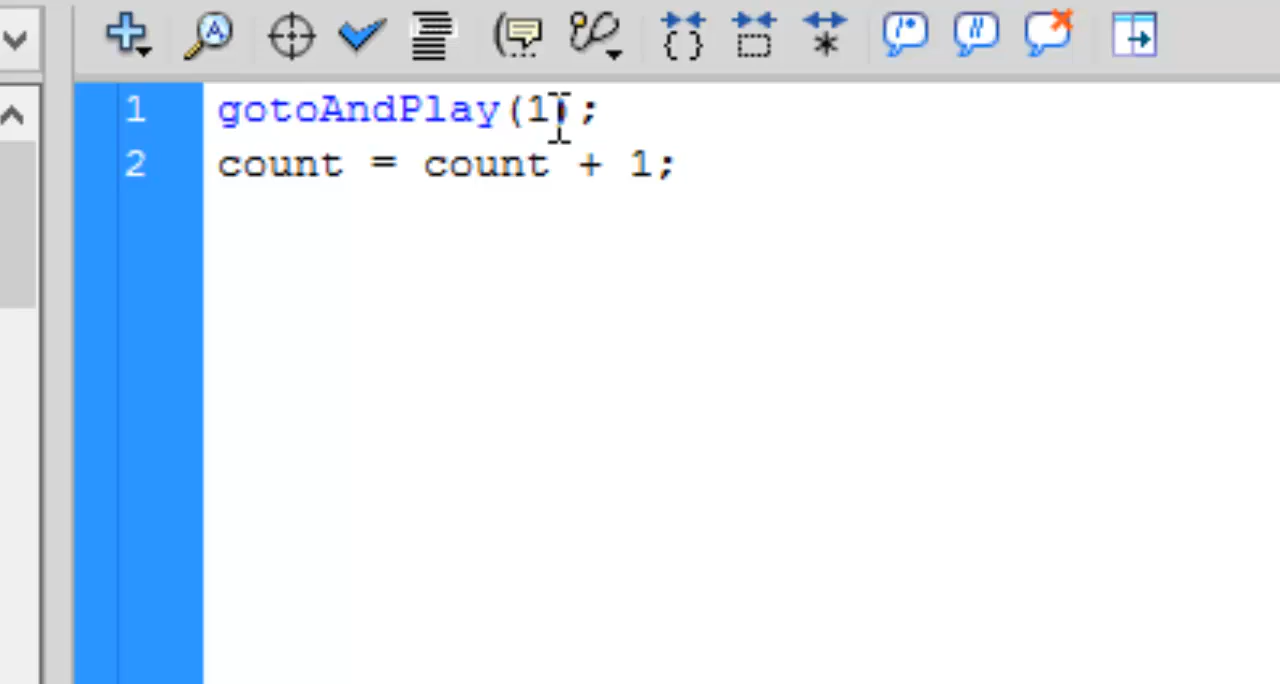 1 gotoAndPlay(1);
2 count = count + 1;